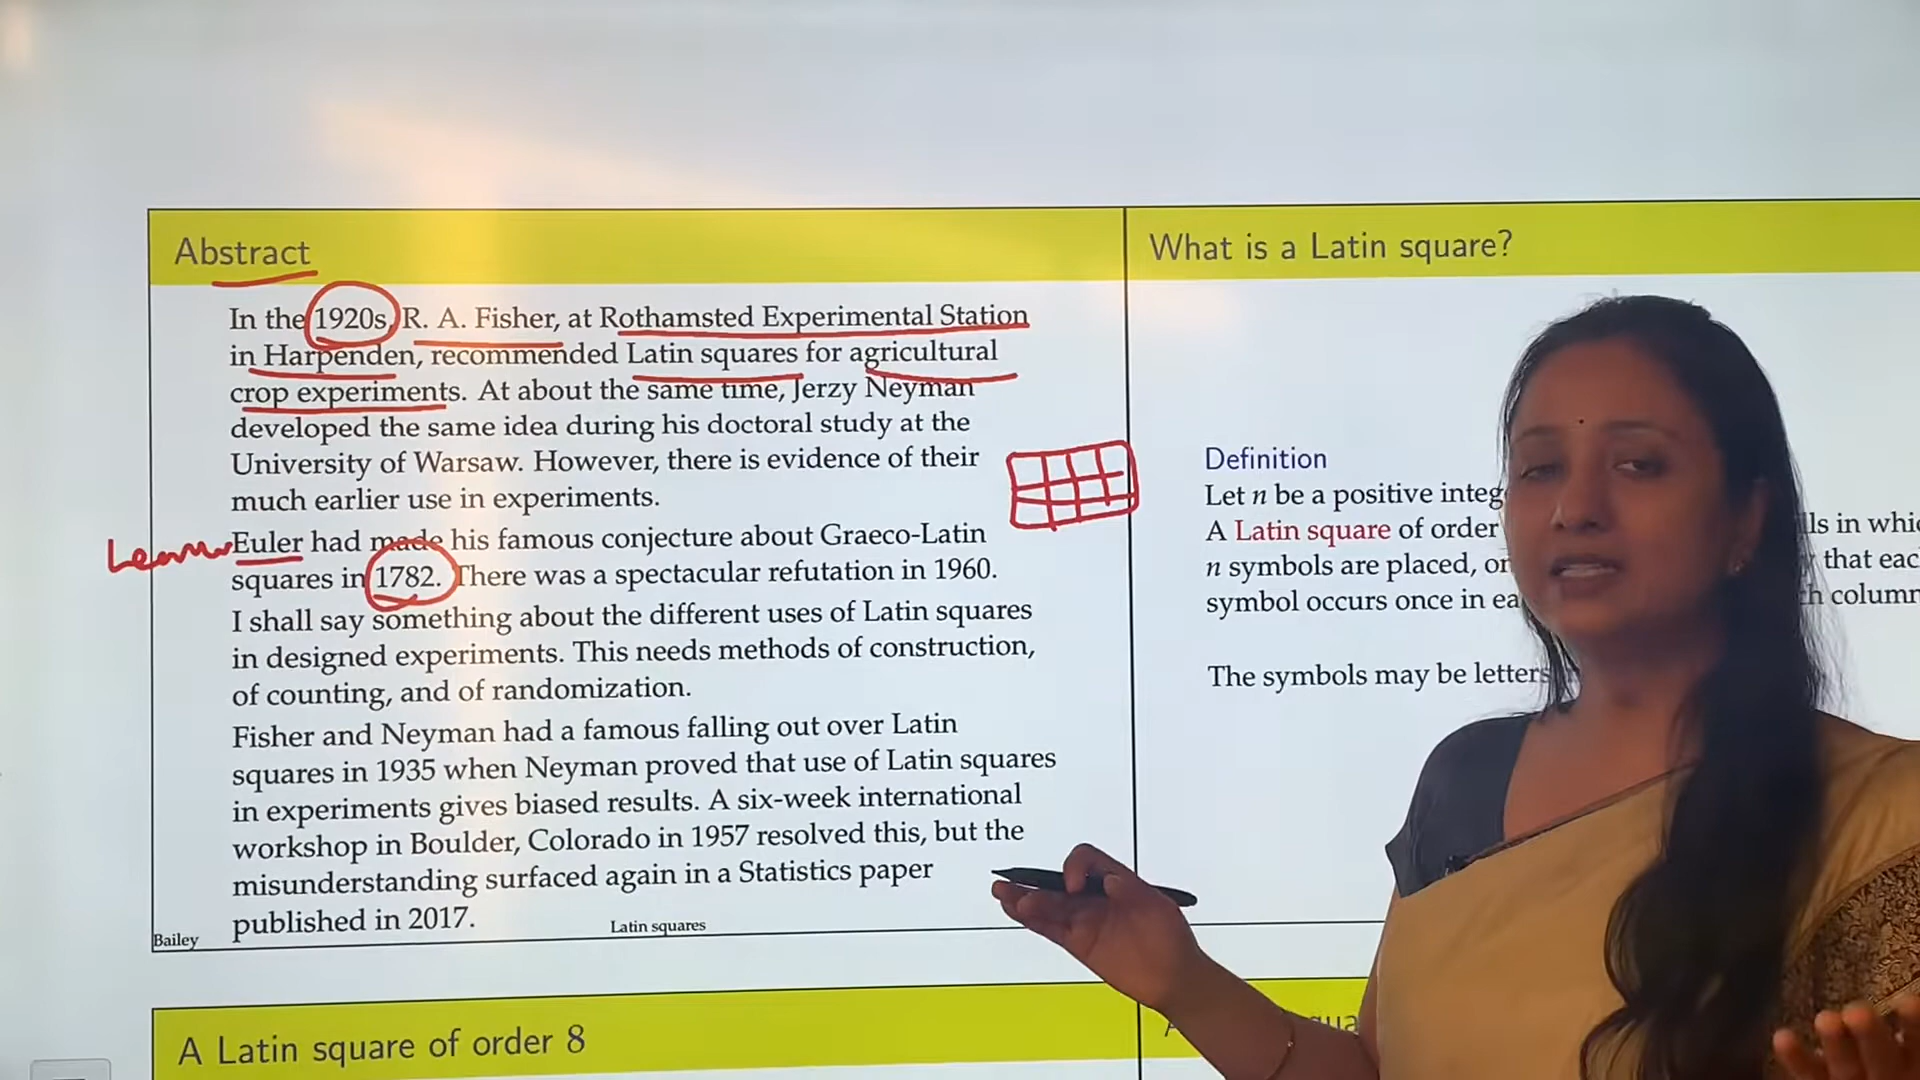 Abstract
In the 1920s, R. A. Fisher, at Rothamsted Experimental Station
in Harpenden, recommended Latin squares for agricultural
crop experiments. At about the same time, Jerzy Neyman
developed the same idea during his doctoral study at the
University of Warsaw. However, there is evidence of their
much earlier use in experiments.
Euler had made his famous conjecture about Graeco-Latin
squares in 1782. There was a spectacular refutation in 1960.
I shall say something about the different uses of Latin squares
in designed experiments. This needs methods of construction,
of counting, and of randomization.
Fisher and Neyman had a famous falling out over Latin
squares in 1935 when Neyman proved that use of Latin squares
in experiments gives biased results. A six-week international
workshop in Boulder, Colorado in 1957 resolved this, but the
misunderstanding surfaced again in a Statistics paper
published in 2017.
Bailey
Latin squares
What is a Latin square?
Definition
Let n be a positive
A Latin square of order in
n symbols are placed, that
symbol occurs once in
The symbols may be letters
A Latin square of order 8